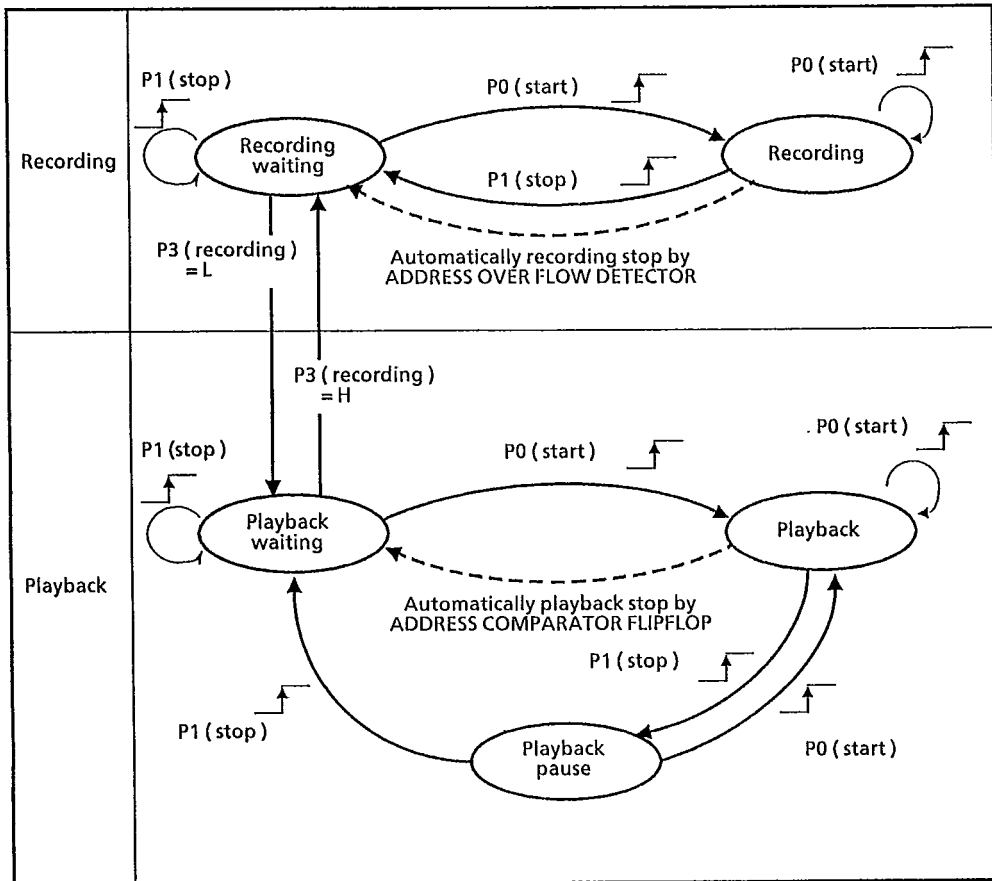 Recording
P1 ( stop )
P0 ( start )
P0 ( start)
Recording
waiting
Recording
P1 ( stop )
P3 ( recording )
= L
Automatically recording stop by
ADDRESS OVER FLOW DETECTOR
Playback
P3 ( recording )
= H
P1 (stop )
P0 ( start )
. P0 ( start )
Playback
waiting
Playback
Automatically playback stop by
ADDRESS COMPARATOR FLIPFLOP
P1 ( stop )
P1 ( stop )
Playback
pause
P0 ( start )